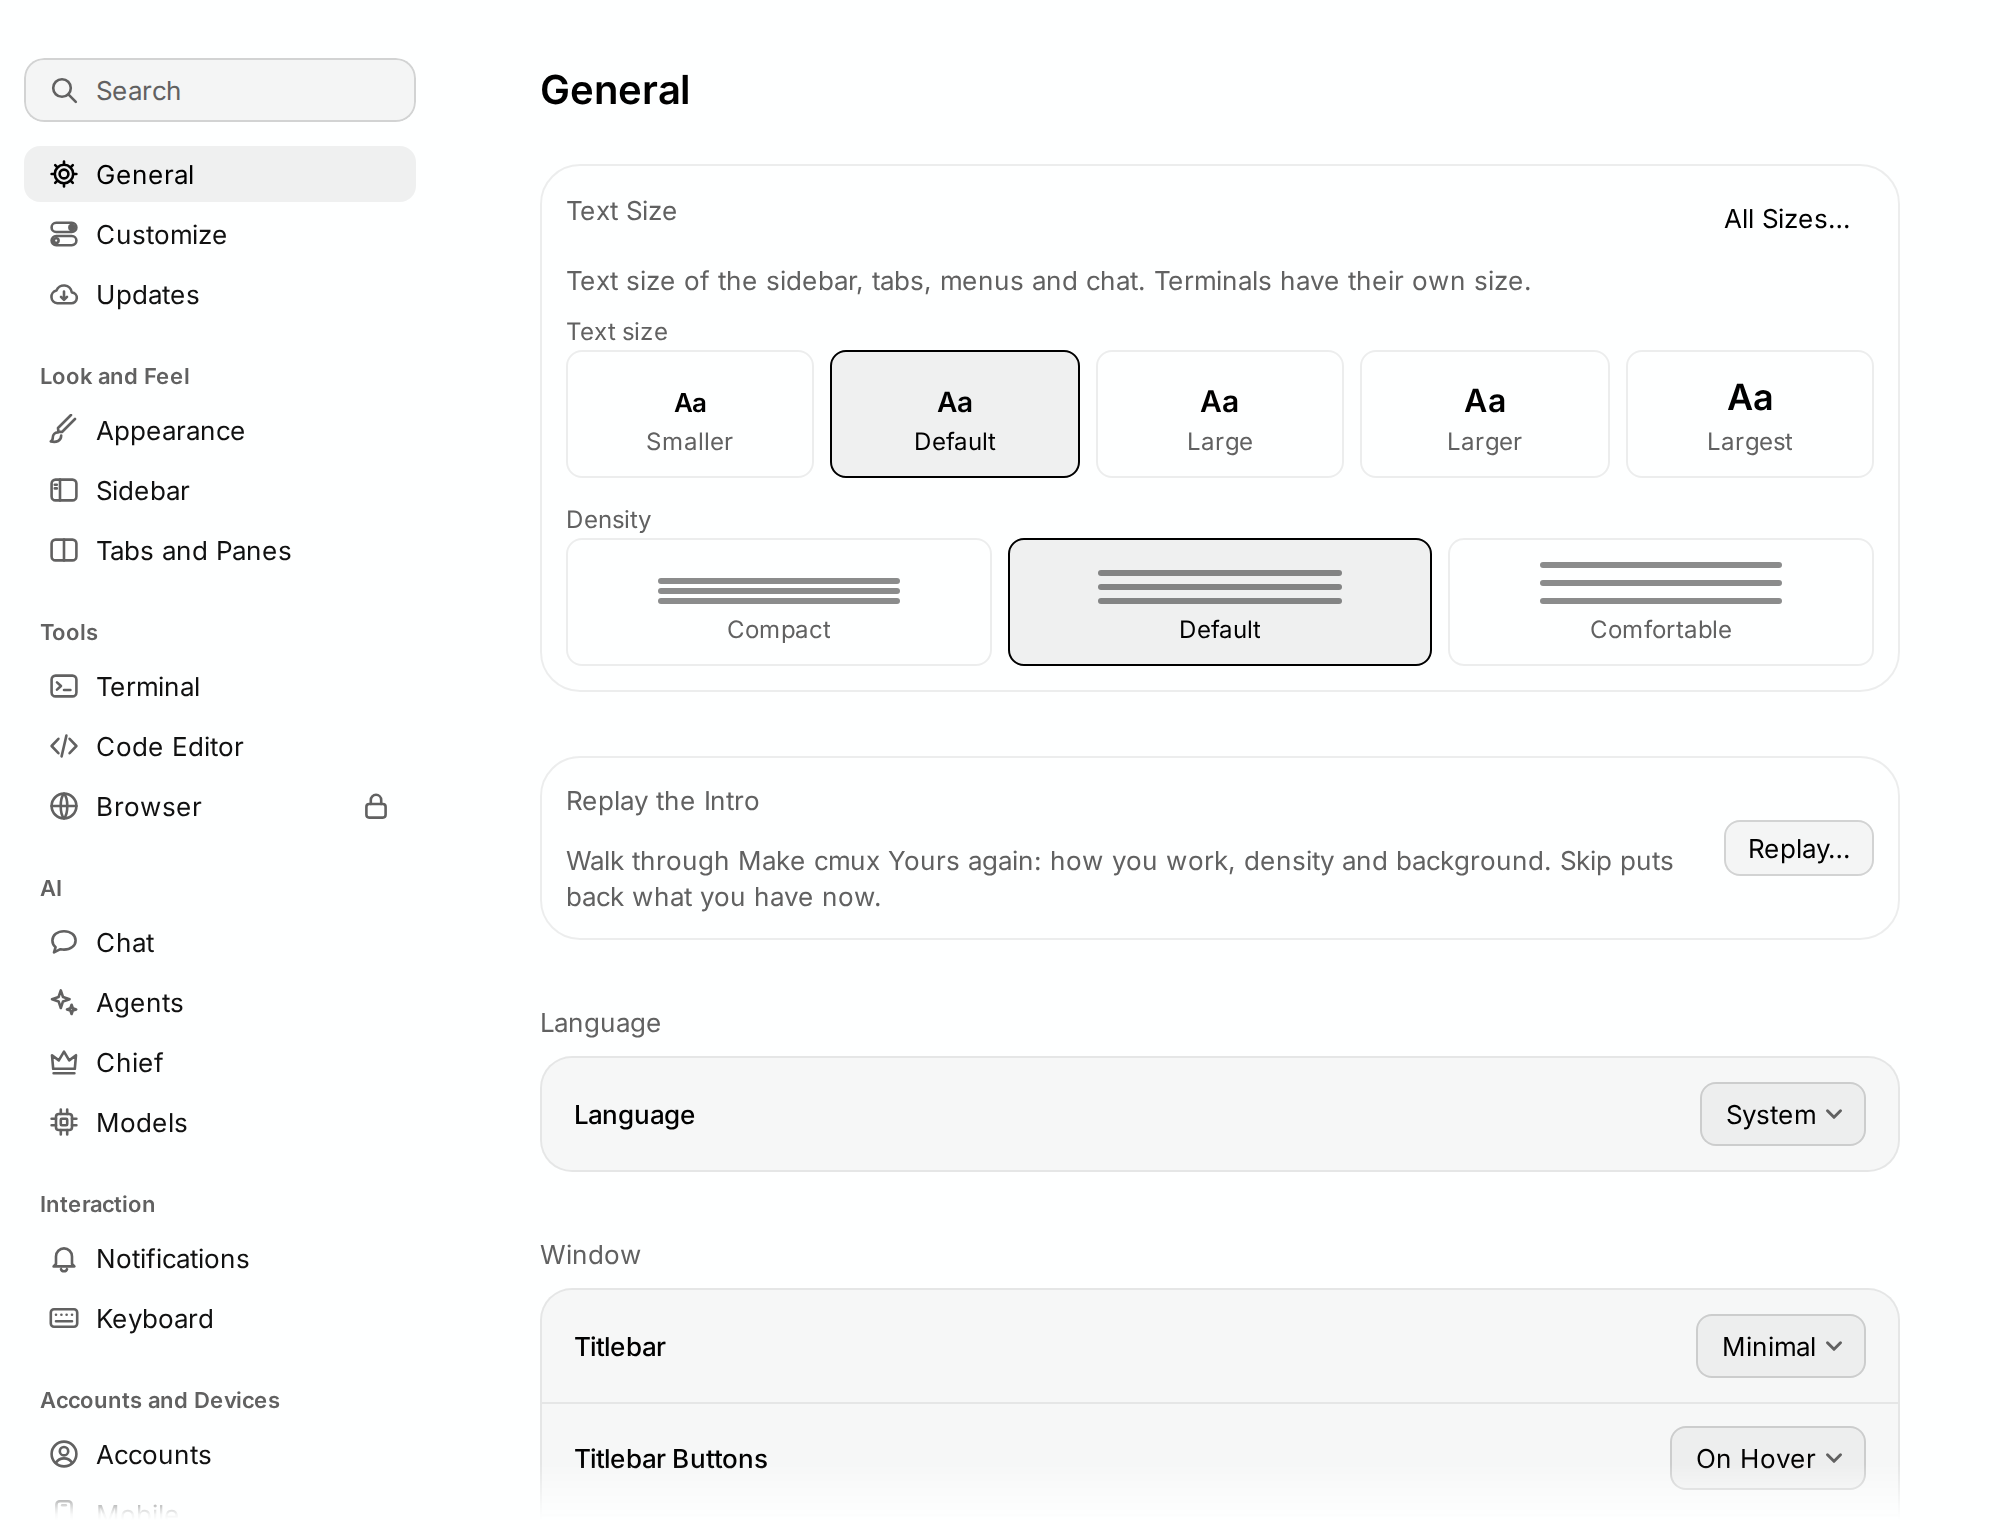 Search
General
Customize
Updates
Look and Feel
Appearance
Sidebar
Tabs and Panes
Tools
Terminal
Code Editor
Browser
AI
Chat
Agents
Chief
Models
Interaction
Notifications
Keyboard
Accounts and Devices
Accounts
Mobile
General
Text Size
All Sizes...
Text size of the sidebar, tabs, menus and chat. Terminals have their own size.
Text size
Aa Aa Aa Aa Aa
Smaller Default Large Larger Largest
Density
Compact Default Comfortable
Replay the Intro
Walk through Make cmux Yours again: how you work, density and background. Skip puts
back what you have now.
Replay...
Language
Language System
Window
Titlebar Minimal
Titlebar Buttons On Hover